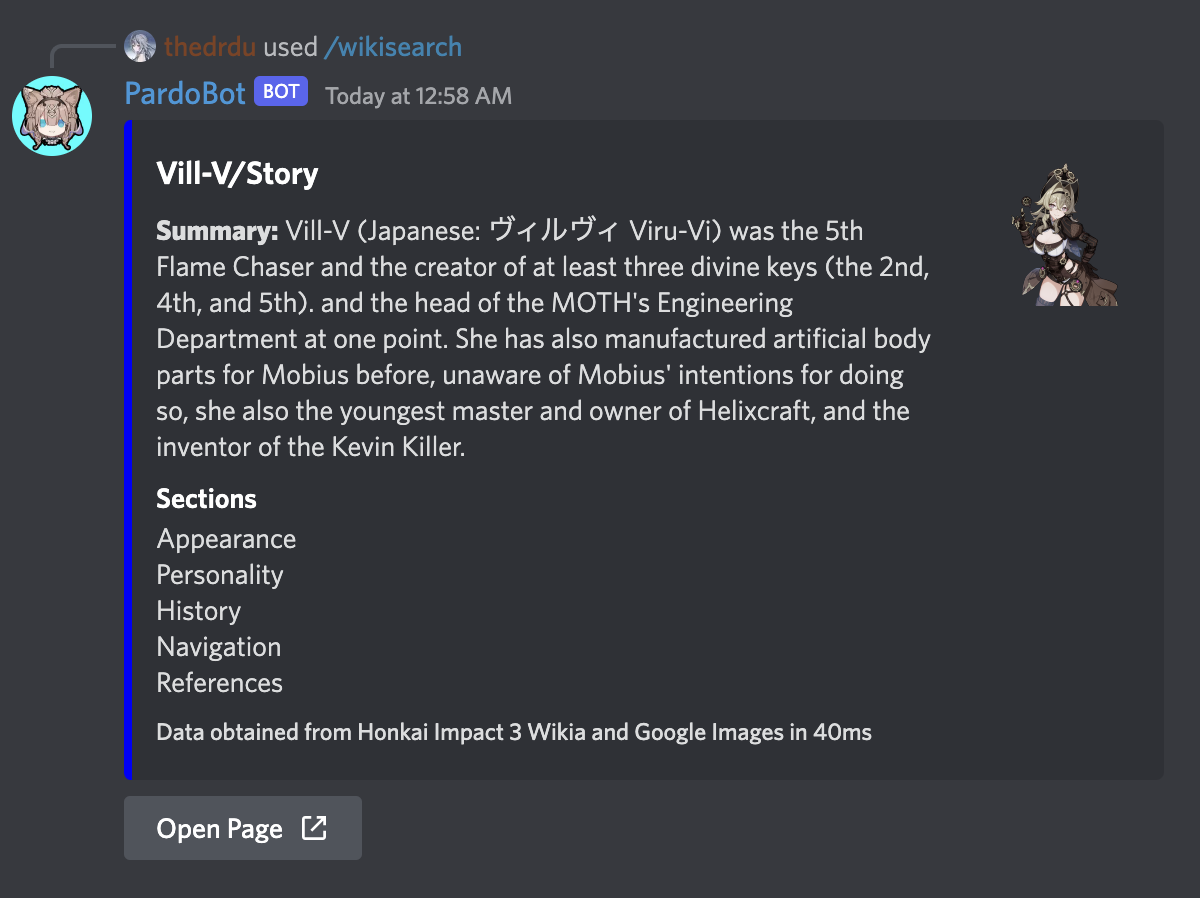 thedrdu used /wikisearch
PardoBot BOT Today at 12:58 AM
Vill-V/Story
Summary: Vill-V (Japanese: ヴィルヴィ Viru-Vi) was the 5th
Flame Chaser and the creator of at least three divine keys (the 2nd,
4th, and 5th). and the head of the MOTH's Engineering
Department at one point. She has also manufactured artificial body
parts for Mobius before, unaware of Mobius' intentions for doing
so, she also the youngest master and owner of Helixcraft, and the
inventor of the Kevin Killer.
Sections
Appearance
Personality
History
Navigation
References
Data obtained from Honkai Impact 3 Wikia and Google Images in 40ms
Open Page